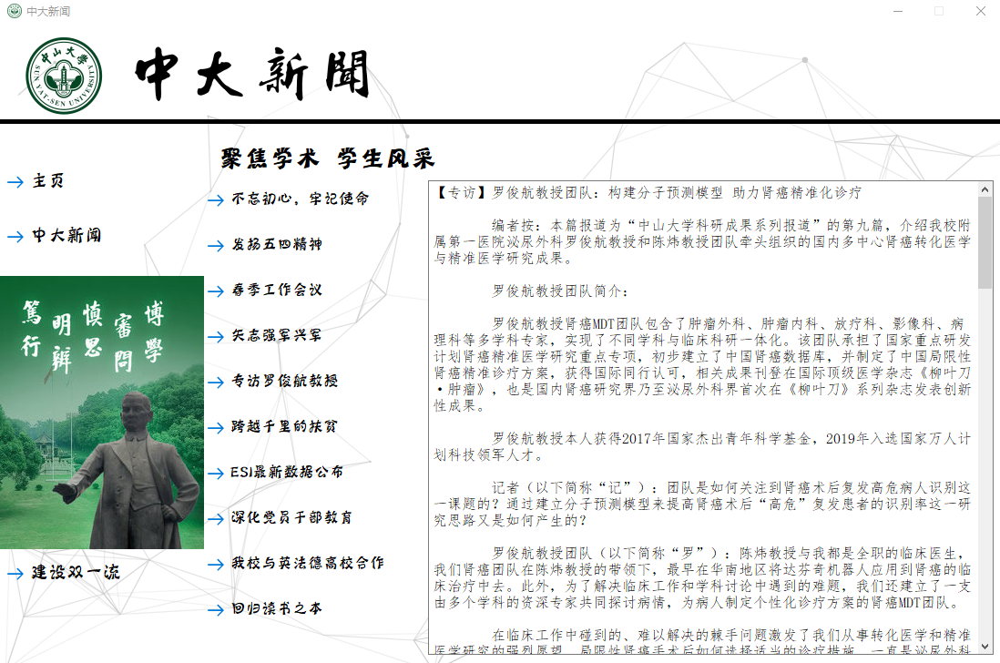 中大新闻
中山大学
SUN YAT-SEN UNIVERSITY
中大新聞
主页
中大新闻
博學
審問
慎思
明辨
篤行
建设双一流
聚焦学术 学生风采
不忘初心，牢记使命
发扬五四精神
春季工作会议
矢志强军兴军
专访罗俊航教授
跨越千里的扶贫
ESI最新数据公布
深化党员干部教育
我校与英法德高校合作
回归读书之本
【专访】罗俊航教授团队：构建分子预测模型 助力肾癌精准化诊疗
编者按：本篇报道为“中山大学科研成果系列报道”的第九篇，介绍我校附
属第一医院泌尿外科罗俊航教授和陈炜教授团队牵头组织的国内多中心肾癌转化医学
与精准医学研究成果。
罗俊航教授团队简介：
罗俊航教授肾癌MDT团队包含了肿瘤外科、肿瘤内科、放疗科、影像科、病
理科等多学科专家，实现了不同学科与临床科研一体化。该团队承担了国家重点研发
计划肾癌精准医学研究重点专项，初步建立了中国肾癌数据库，并制定了中国局限性
肾癌精准诊疗方案，获得国际同行认可，相关成果刊登在国际顶级医学杂志《柳叶刀
·肿瘤》，也是国内肾癌研究界乃至泌尿外科界首次在《柳叶刀》系列杂志发表创新
性成果。
罗俊航教授本人获得2017年国家杰出青年科学基金，2019年入选国家万人计
划科技领军人才。
记者（以下简称“记”）：团队是如何关注到肾癌术后复发高危病人识别这
一课题的？通过建立分子预测模型来提高肾癌术后“高危”复发患者的识别率这一研
究思路又是如何产生的？
罗俊航教授团队（以下简称“罗”）：陈炜教授与我都是全职的临床医生，
我们肾癌团队在陈炜教授的带领下，最早在华南地区将达芬奇机器人应用到肾癌的临
床治疗中去。此外，为了解决临床工作和学科讨论中遇到的难题，我们还建立了一支
由多个学科的资深专家共同探讨病情，为病人制定个性化诊疗方案的肾癌MDT团队。
在临床工作中碰到的、难以解决的棘手问题激发了我们从事转化医学和精准
医学研究的强烈愿望。局限性肾癌手术后如何选择适当的诊疗措施，一直是泌尿外科